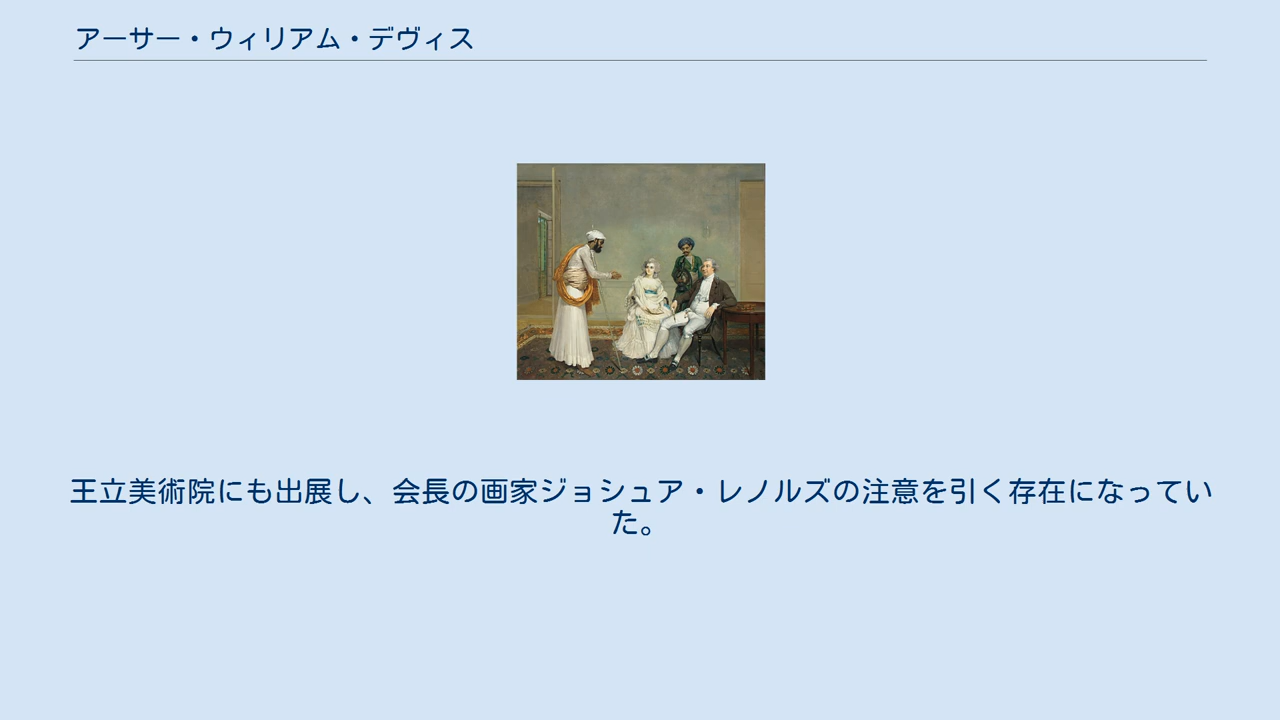 アーサー・ウィリアム・デヴィス
王立美術院にも出展し、会長の画家ジョシュア・レノルズの注意を引く存在になってい
た。